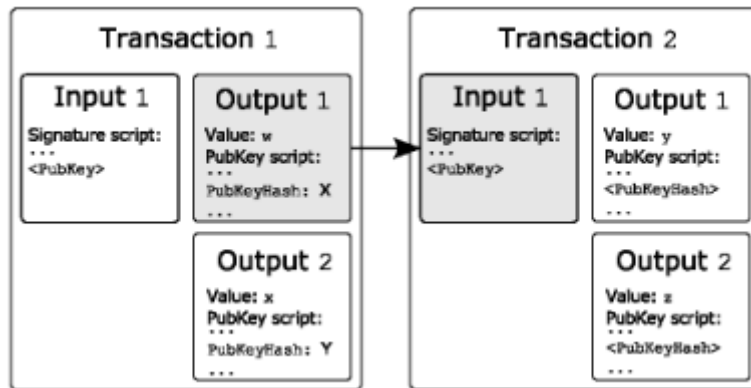 Transaction 1
Input 1
Signature script:
...
<PubKey>
Output 1
Value: w
PubKey script:
...
PubKeyHash: X
...
Output 2
Value: x
PubKey script:
...
PubKeyHash: Y
...
Transaction 2
Input 1
Signature script:
...
<PubKey>
Output 1
Value: y
PubKey script:
...
<PubKeyHash>
...
Output 2
Value: z
PubKey script:
...
<PubKeyHash>
...